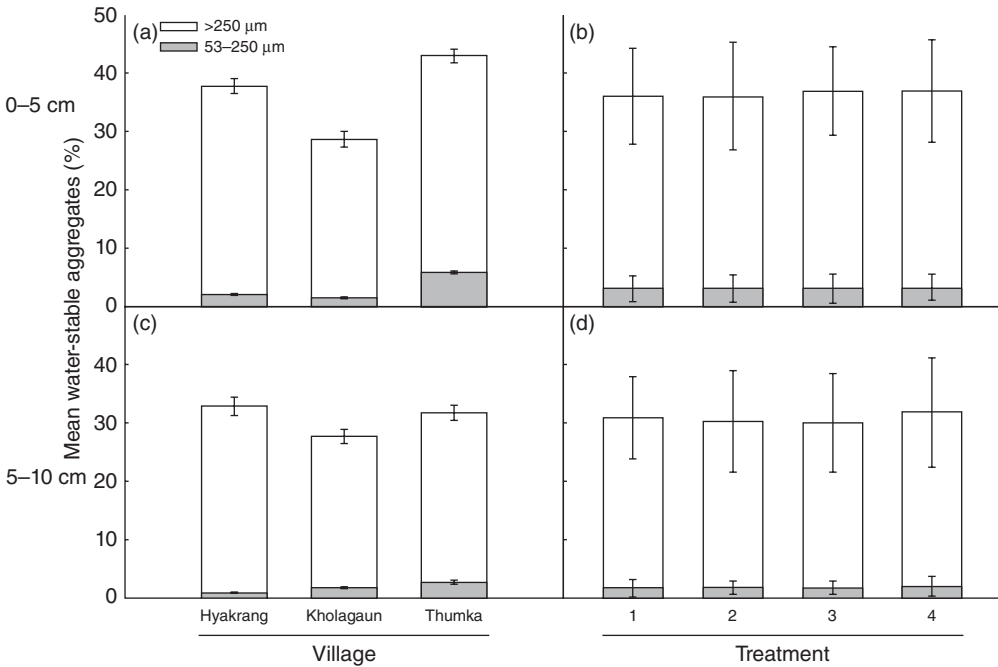 (a)
>250 μm
53–250 μm
(b)
50
40
30
20
10
0
0–5 cm
Mean water-stable aggregates (%)
(c)
(d)
40
30
20
10
0
5–10 cm
Hyakrang Kholagaun Thumka
1 2 3 4
Village
Treatment